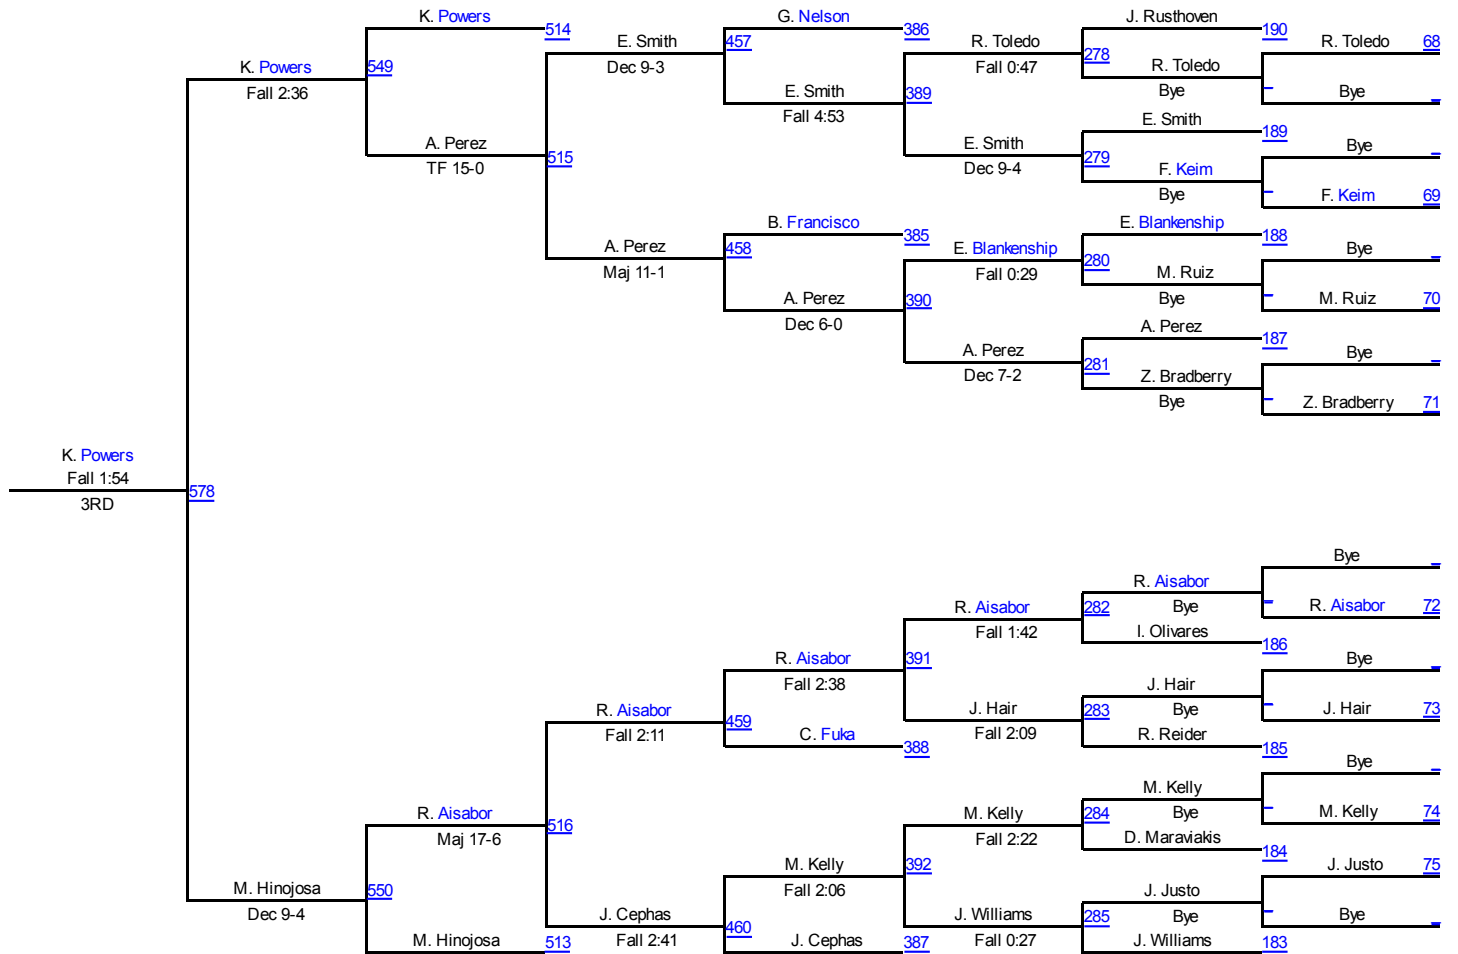 K. Powers 514
G. Nelson 386
J. Rusthoven 190
E. Smith 457
R. Toledo
R. Toledo 68
Dec 9-3
Fall 0:47
278
R. Toledo
K. Powers 549
Fall 2:36
E. Smith 389
Bye
Bye
Fall 4:53
E. Smith 189
A. Perez
E. Smith
Bye
TF 15-0
515
Dec 9-4
279
F. Keim
Bye
F. Keim 69
B. Francisco 385
E. Blankenship 188
A. Perez 458
E. Blankenship
Bye
Maj 11-1
Fall 0:29
280
M. Ruiz
A. Perez 390
Bye
M. Ruiz 70
Dec 6-0
A. Perez 187
A. Perez
Bye
Dec 7-2
281
Z. Bradberry
Bye
Z. Bradberry 71
K. Powers
Fall 1:54
3RD
578
Bye
R. Aisabor
R. Aisabor 282
Bye
R. Aisabor 72
Fall 1:42
I. Olivares 186
R. Aisabor 391
Bye
Fall 2:38
J. Hair
R. Aisabor
J. Hair 283
Bye
J. Hair 73
Fall 2:11
459
C. Fuka 388
Fall 2:09
R. Reider 185
Bye
M. Kelly
R. Aisabor 516
M. Kelly 284
Bye
M. Kelly 74
Maj 17-6
Fall 2:22
D. Maraviakis 184
M. Kelly 392
J. Justo 75
M. Hinojosa 550
Fall 2:06
J. Justo
Dec 9-4
J. Cephas
J. Williams 285
Bye
Bye
M. Hinojosa 513
Fall 2:41
460
J. Cephas 387
Fall 0:27
J. Williams 183